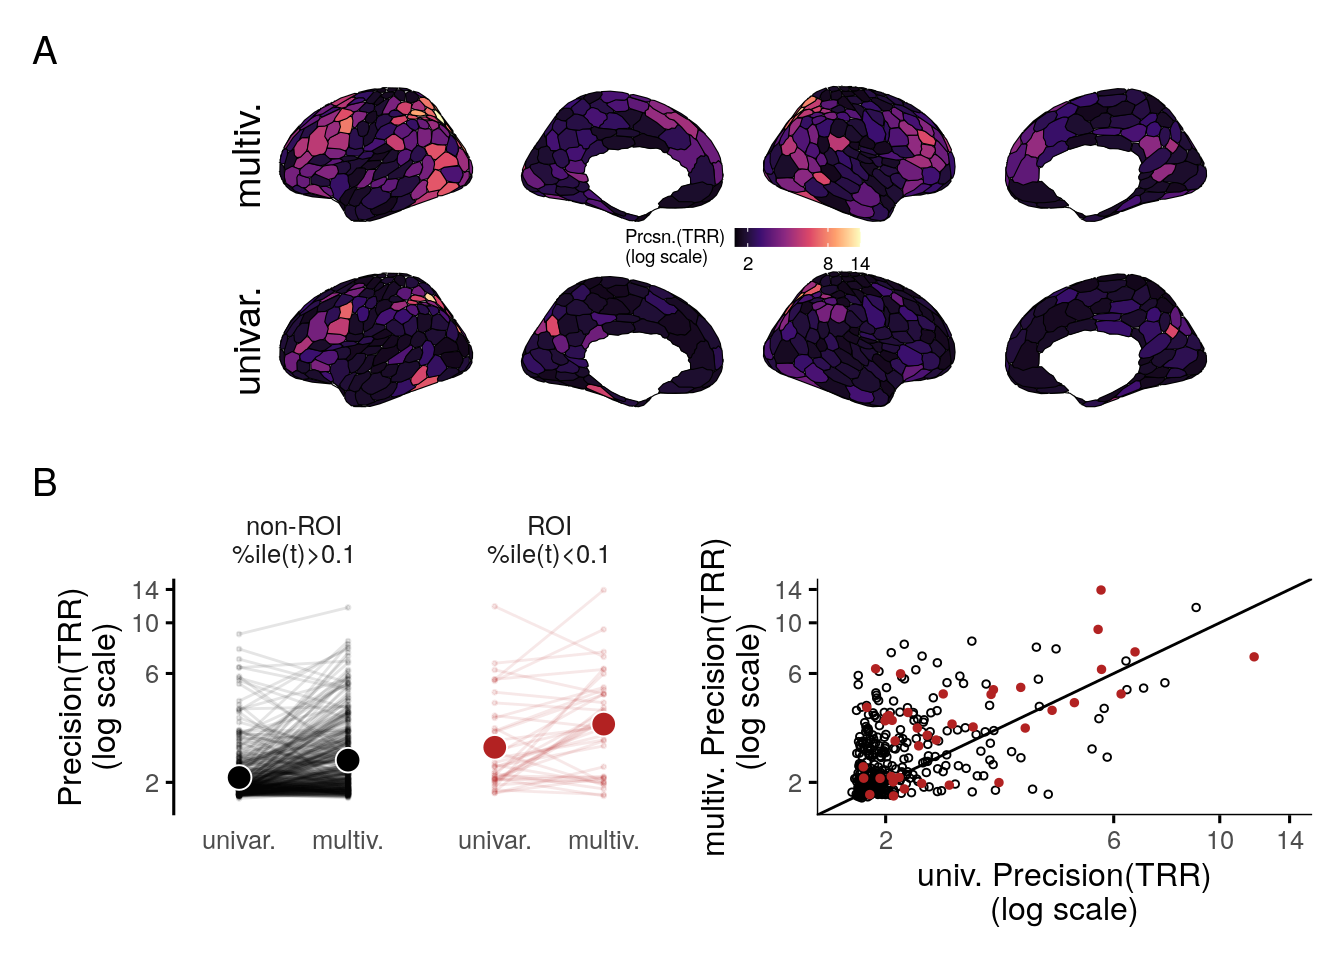 A
multiv.
Prcsn.(TRR)
(log scale)
2
8
14
univar.
B
non-ROI
%ile(t)>0.1
ROI
%ile(t)<0.1
Precision(TRR)
(log scale)
14
10
6
2
univar.
multiv.
univar.
multiv.
multiv. Precision(TRR)
(log scale)
14
10
6
2
2
6
10
14
univ. Precision(TRR)
(log scale)